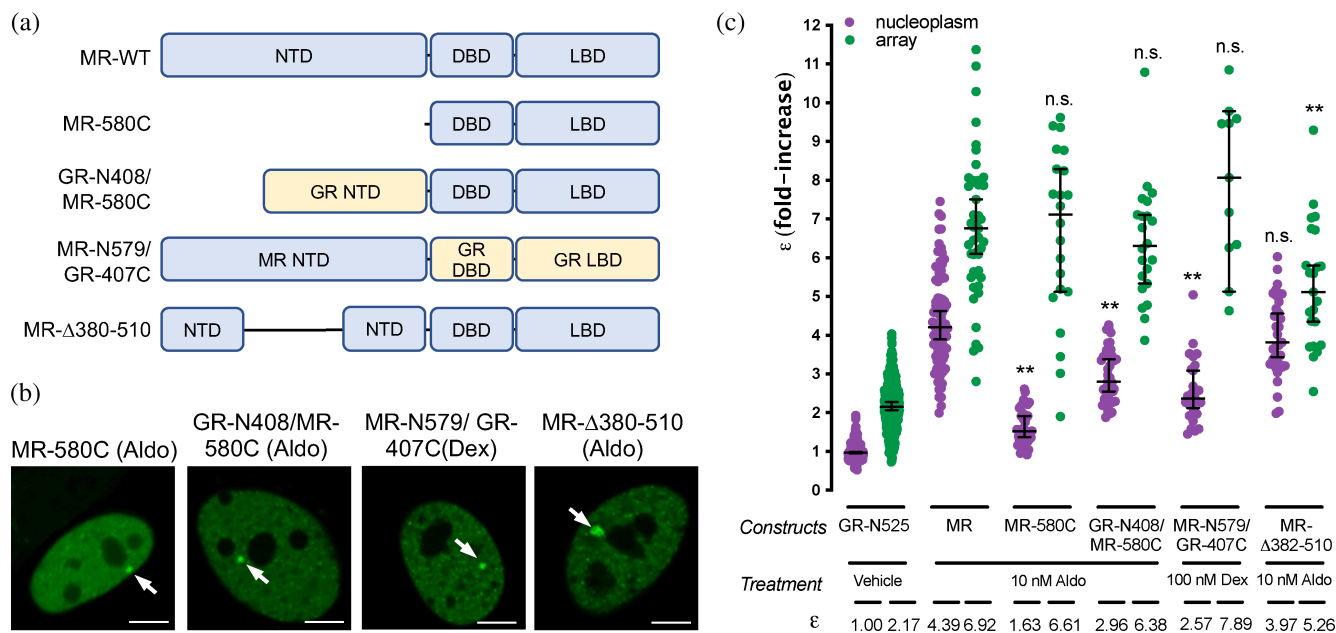 (a)
MR-WT
NTD
DBD
LBD
MR-580C
DBD
LBD
GR-N408/
MR-580C
GR NTD
DBD
LBD
MR-N579/
GR-407C
MR NTD
GR
DBD
GR LBD
MR-Δ380-510
NTD
NTD
DBD
LBD
(b)
MR-580C (Aldo)
GR-N408/MR-
580C (Aldo)
MR-N579/ GR-
407C(Dex)
MR-Δ380-510
(Aldo)
(c)
nucleoplasm
array
ε (fold-increase)
12
11
10
9
8
7
6
5
4
3
2
1
0
**
n.s.
**
n.s.
**
n.s.
n.s.
**
Constructs
GR-N525
MR
MR-580C
GR-N408/
MR-580C
MR-N579/
GR-407C
MR-
Δ382-510
Treatment
Vehicle
10 nM Aldo
100 nM Dex
10 nM Aldo
ε
1.00 2.17 4.39 6.92 1.63 6.61 2.96 6.38 2.57 7.89 3.97 5.26